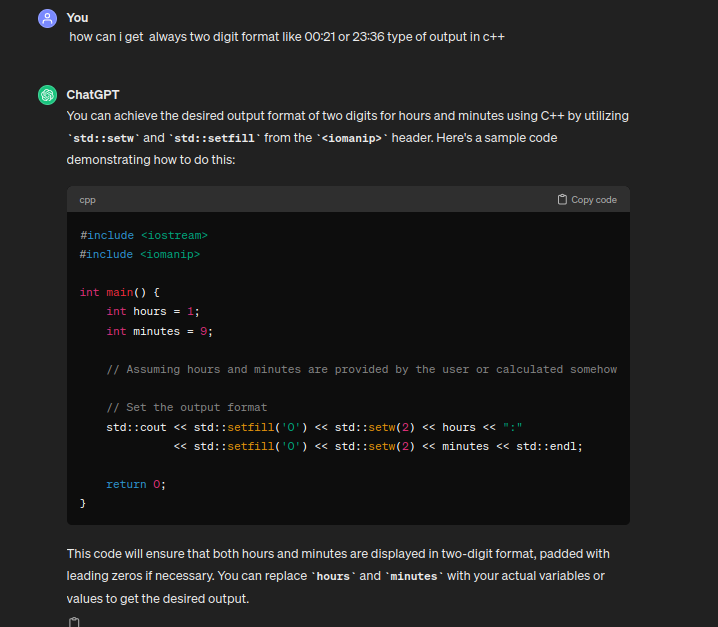 You
how can i get  always two digit format like 00:21 or 23:36 type of output in c++
ChatGPT
You can achieve the desired output format of two digits for hours and minutes using C++ by utilizing
`std::setw` and `std::setfill` from the `<iomanip>` header. Here's a sample code
demonstrating how to do this:
cpp
Copy code
#include <iostream>
#include <iomanip>
int main() {
    int hours = 1;
    int minutes = 9;
    // Assuming hours and minutes are provided by the user or calculated somehow
    // Set the output format
    std::cout << std::setfill('0') << std::setw(2) << hours << ":"
              << std::setfill('0') << std::setw(2) << minutes << std::endl;
    return 0;
}
This code will ensure that both hours and minutes are displayed in two-digit format, padded with
leading zeros if necessary. You can replace `hours` and `minutes` with your actual variables or
values to get the desired output.